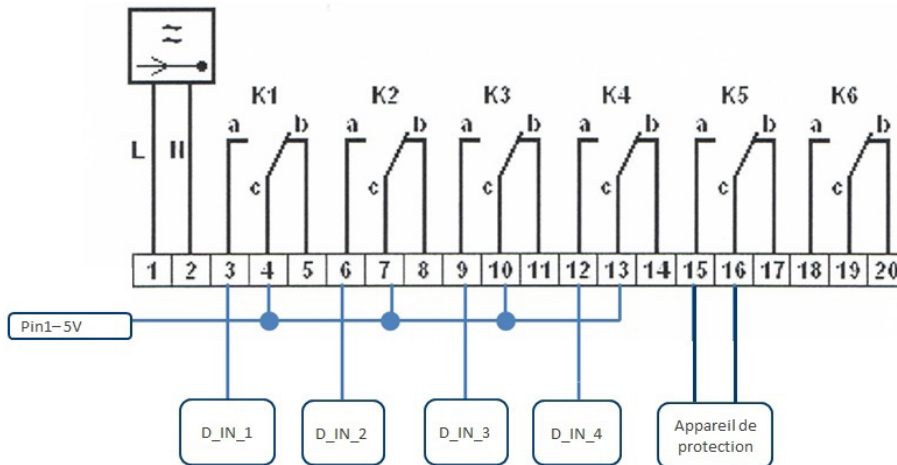 K1 K2 K3 K4 K5 K6
a b a b a b a b a b a b
L N
c c c c c c
1 2 3 4 5 6 7 8 9 10 11 12 13 14 15 16 17 18 19 20
Pin1–5V
D_IN_1 D_IN_2 D_IN_3 D_IN_4
Appareil de
protection